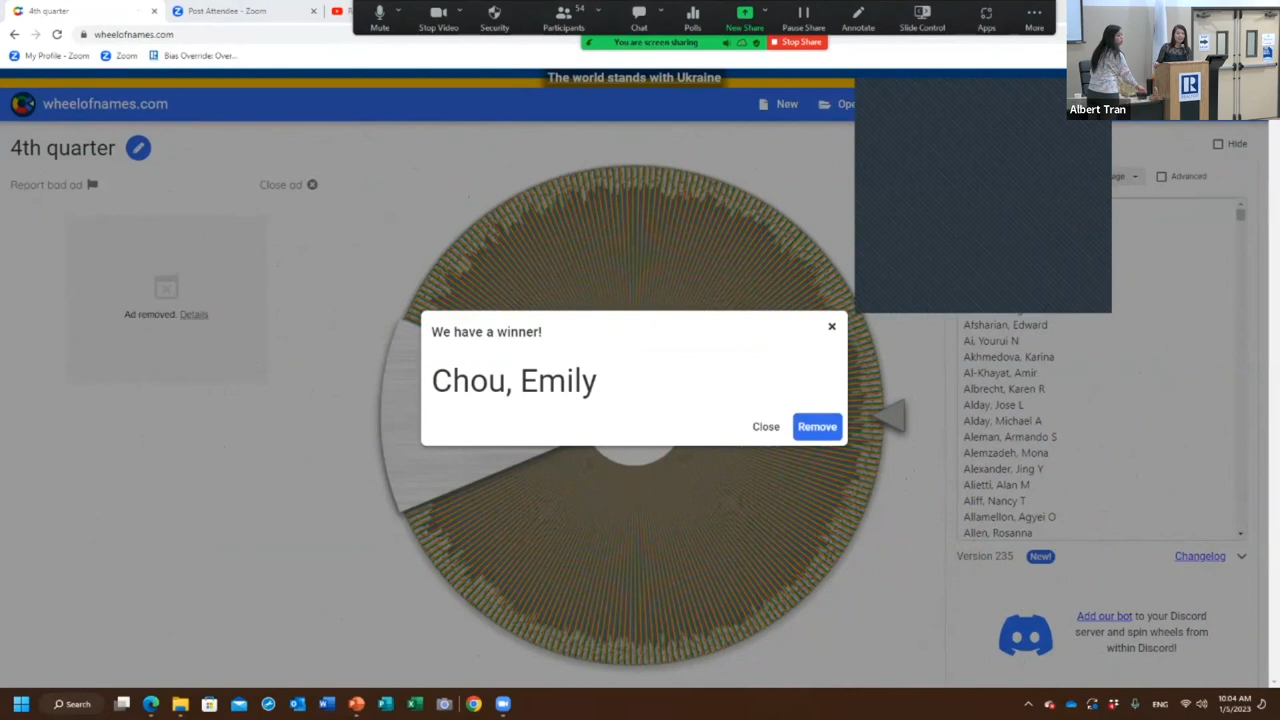 4th quarter
Post Attendee - Zoom
Mute
Stop Video
Security
54
Participants
Chat
Polls
New Share
Pause Share
Annotate
Slide Control
Apps
More
You are screen sharing
Stop Share
wheelofnames.com
My Profile - Zoom
Zoom
Bias Override: Over...
Albert Tran
The world stands with Ukraine
wheelofnames.com
New
Ope
4th quarter
Hide
Report bad ad
Close ad
age
Advanced
Ad removed. Details
We have a winner!
Chou, Emily
Close
Remove
Afsharian, Edward
Ai, Yourui N
Akhmedova, Karina
Al-Khayat, Amir
Albrecht, Karen R
Alday, Jose L
Alday, Michael A
Aleman, Armando S
Alemzadeh, Mona
Alexander, Jing Y
Alietti, Alan M
Aliff, Nancy T
Allamellon, Agyei O
Allen, Rosanna
Version 235
New!
Changelog
Add our bot to your Discord
server and spin wheels from
within Discord!
Search
ENG
10:04 AM
1/5/2023